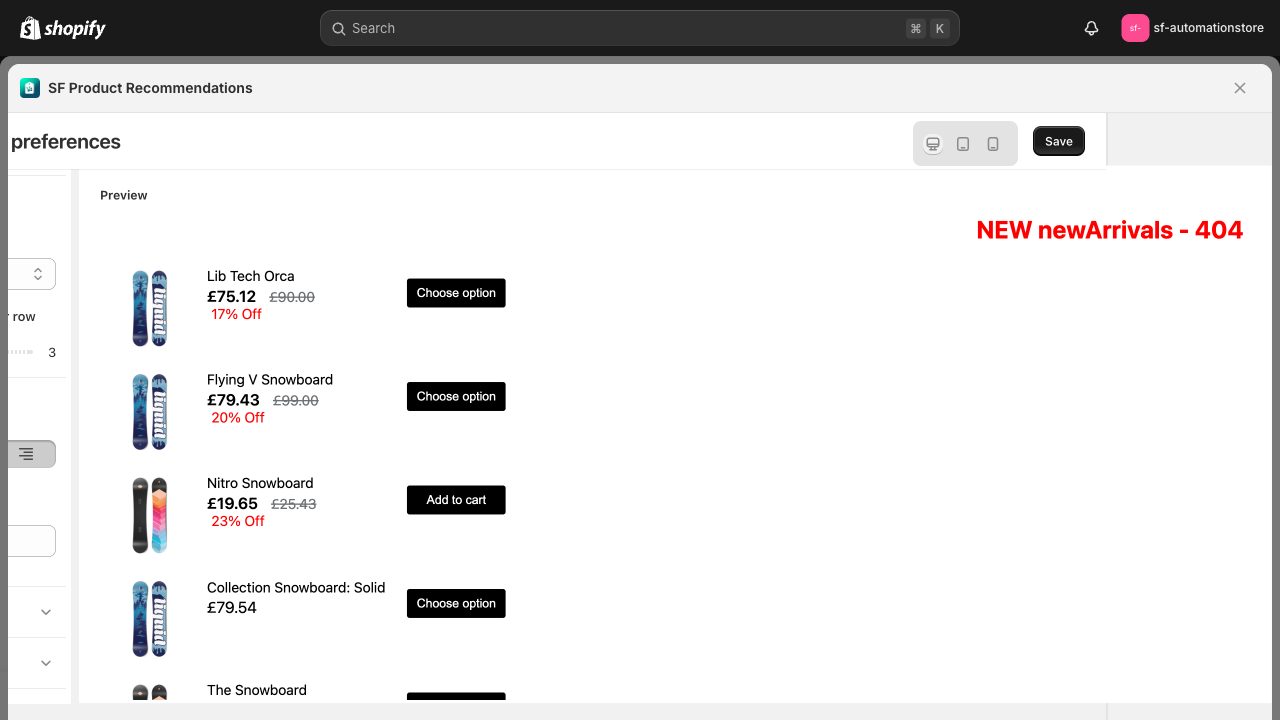 shopify
Search
⌘ K
sf-
sf-automationstore
SF Product Recommendations
preferences
Save
Preview
NEW newArrivals - 404
Lib Tech Orca
£75.12 £90.00
17% Off
Choose option
row
3
Flying V Snowboard
£79.43 £99.00
20% Off
Choose option
Nitro Snowboard
£19.65 £25.43
23% Off
Add to cart
Collection Snowboard: Solid
£79.54
Choose option
The Snowboard